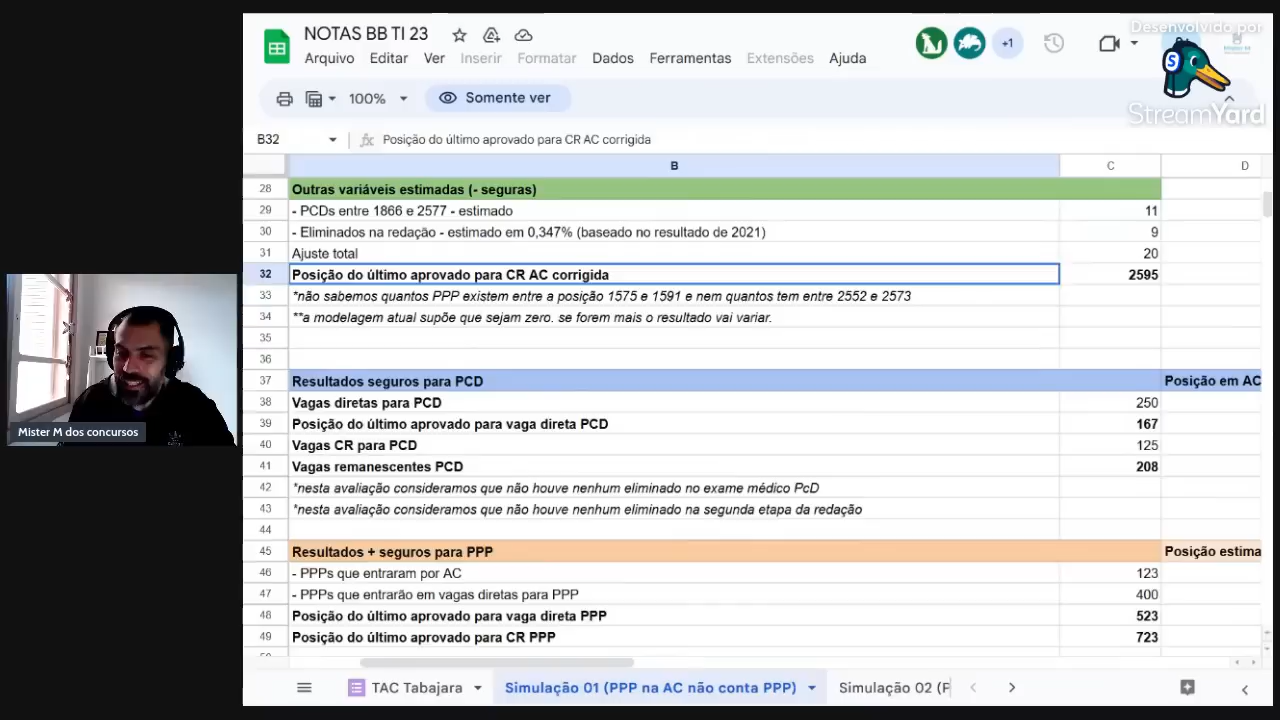 Desenvolvido por
StreamYard
NOTAS BB TI 23
Arquivo Editar Ver Inserir Formatar Dados Ferramentas Extensões Ajuda
+1
100% Somente ver
B32 fx Posição do último aprovado para CR AC corrigida
B C D
28 Outras variáveis estimadas (- seguras)
29 - PCDs entre 1866 e 2577 - estimado 11
30 - Eliminados na redação - estimado em 0,347% (baseado no resultado de 2021) 9
31 Ajuste total 20
32 Posição do último aprovado para CR AC corrigida 2595
33 *não sabemos quantos PPP existem entre a posição 1575 e 1591 e nem quantos tem entre 2552 e 2573
34 **a modelagem atual supõe que sejam zero. se forem mais o resultado vai variar.
35
36
37 Resultados seguros para PCD Posição em AC
38 Vagas diretas para PCD 250
39 Posição do último aprovado para vaga direta PCD 167
40 Vagas CR para PCD 125
41 Vagas remanescentes PCD 208
42 *nesta avaliação consideramos que não houve nenhum eliminado no exame médico PcD
43 *nesta avaliação consideramos que não houve nenhum eliminado na segunda etapa da redação
44
45 Resultados + seguros para PPP Posição estima
46 - PPPs que entraram por AC 123
47 - PPPs que entrarão em vagas diretas para PPP 400
48 Posição do último aprovado para vaga direta PPP 523
49 Posição do último aprovado para CR PPP 723
Mister M dos concursos
TAC Tabajara Simulação 01 (PPP na AC não conta PPP) Simulação 02 (P